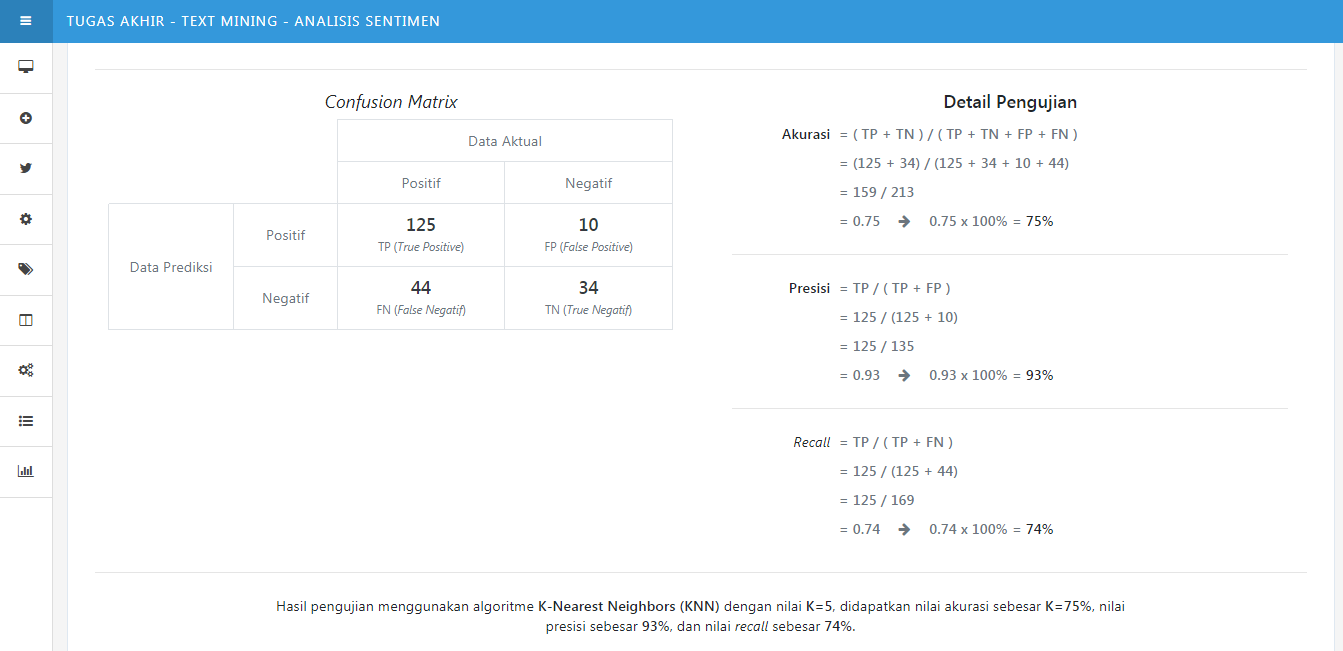 TUGAS AKHIR - TEXT MINING - ANALISIS SENTIMEN
Confusion Matrix
Data Aktual
Positif Negatif
Data Prediksi
Positif
125
TP (True Positive)
10
FP (False Positive)
Negatif
44
FN (False Negatif)
34
TN (True Negatif)
Detail Pengujian
Akurasi = ( TP + TN ) / ( TP + TN + FP + FN )
= (125 + 34) / (125 + 34 + 10 + 44)
= 159 / 213
= 0.75 ➔ 0.75 x 100% = 75%
Presisi = TP / ( TP + FP )
= 125 / (125 + 10)
= 125 / 135
= 0.93 ➔ 0.93 x 100% = 93%
Recall = TP / ( TP + FN )
= 125 / (125 + 44)
= 125 / 169
= 0.74 ➔ 0.74 x 100% = 74%
Hasil pengujian menggunakan algoritme K-Nearest Neighbors (KNN) dengan nilai K=5, didapatkan nilai akurasi sebesar K=75%, nilai
presisi sebesar 93%, dan nilai recall sebesar 74%.